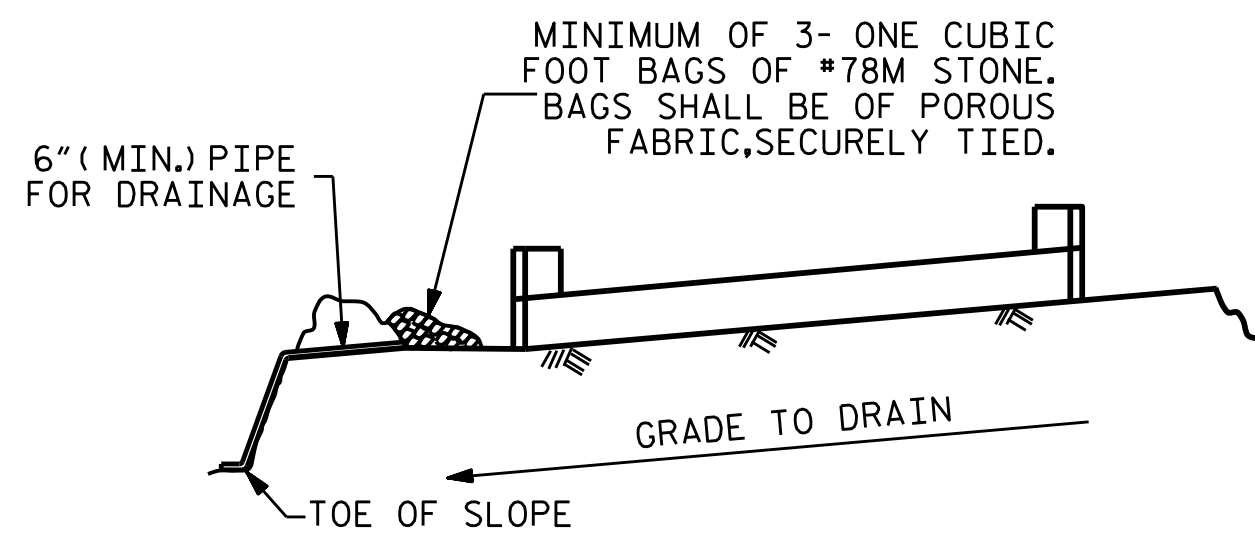 MINIMUM OF 3- ONE CUBIC
FOOT BAGS OF #78M STONE.
BAGS SHALL BE OF POROUS
FABRIC,SECURELY TIED.
6"(MIN.) PIPE
FOR DRAINAGE
GRADE TO DRAIN
TOE OF SLOPE